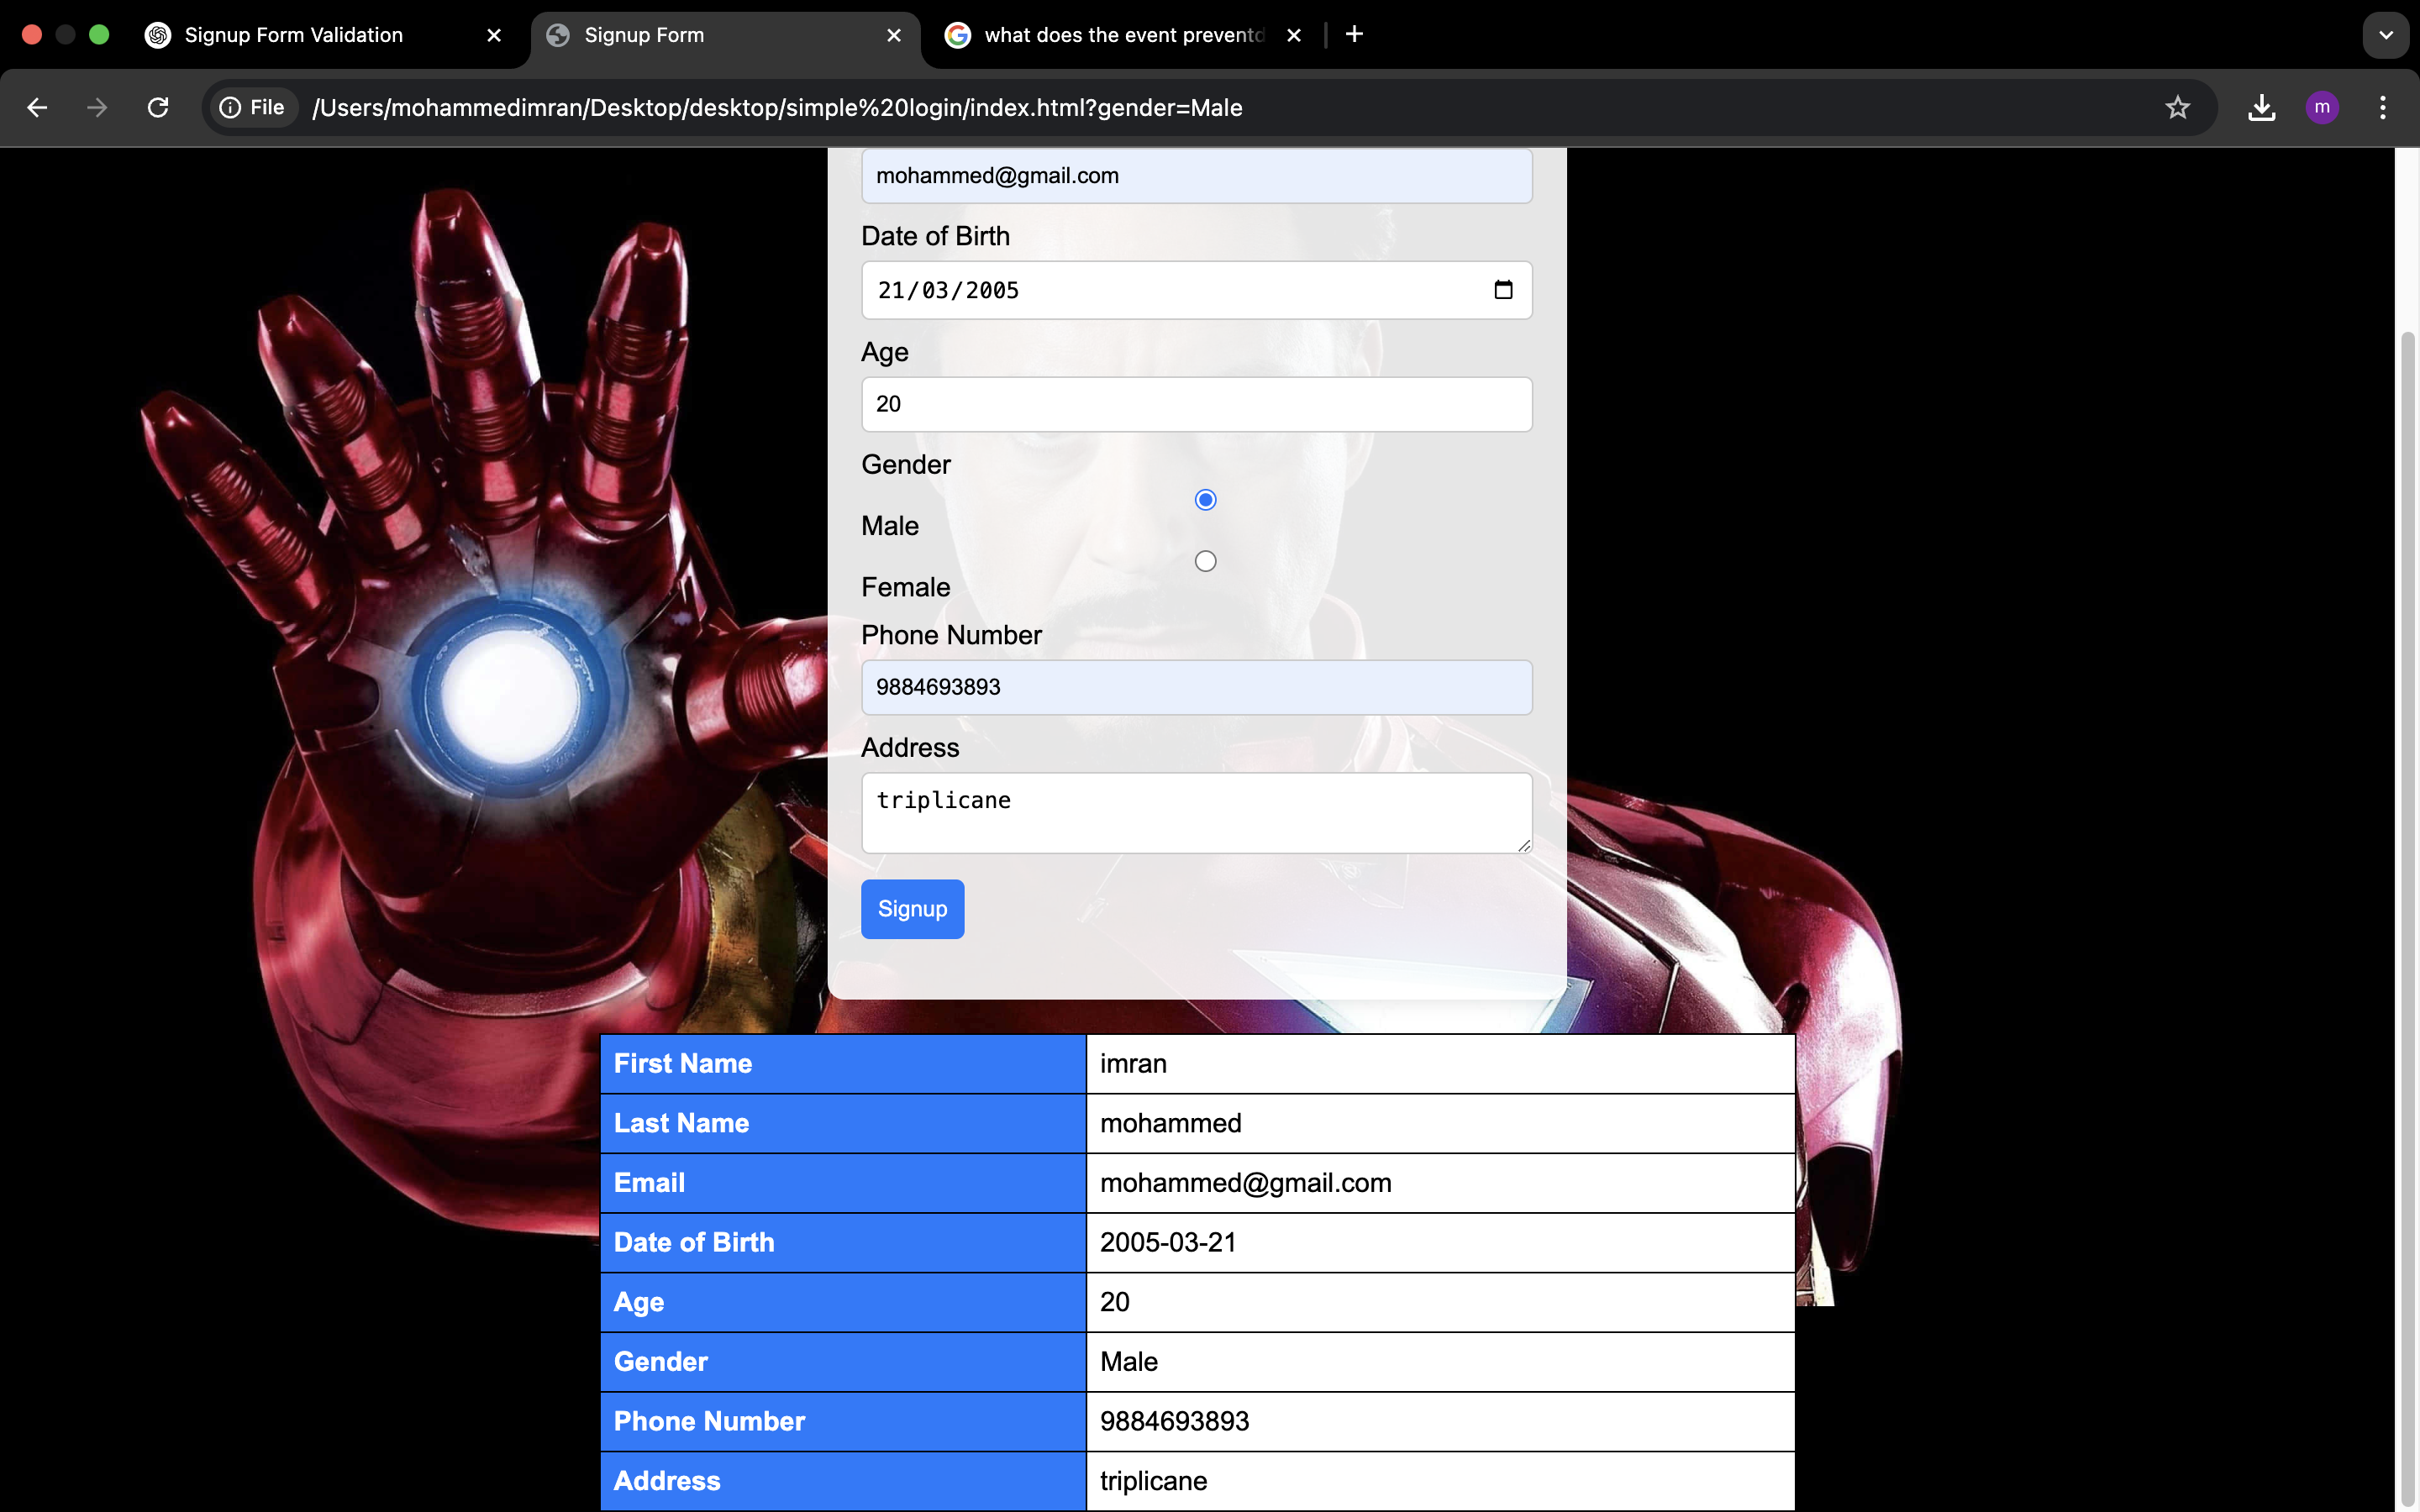 Signup Form Validation
Signup Form
what does the event preventd
File /Users/mohammedimran/Desktop/desktop/simple%20login/index.html?gender=Male
m
mohammed@gmail.com
Date of Birth
21/03/2005
Age
20
Gender
Male
Female
Phone Number
9884693893
Address
triplicane
Signup
First Name imran
Last Name mohammed
Email mohammed@gmail.com
Date of Birth 2005-03-21
Age 20
Gender Male
Phone Number 9884693893
Address triplicane